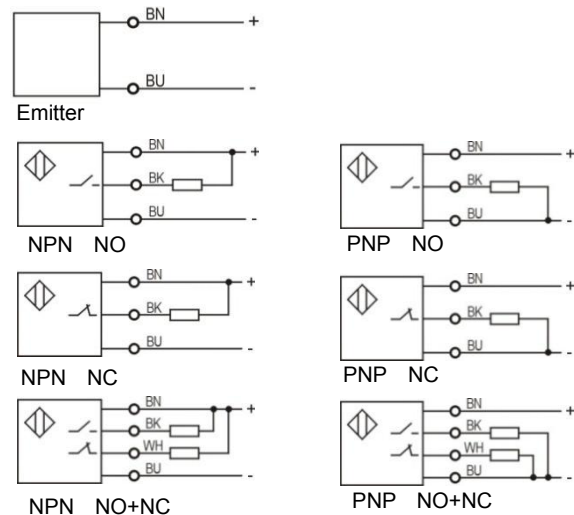 BN +
BU -
Emitter
BN +
BK
BU -
NPN NO
BN +
BK
BU -
PNP NO
BN +
BK
BU -
NPN NC
BN +
BK
BU -
PNP NC
BN +
BK
WH
BU -
NPN NO+NC
BN +
BK
WH
BU -
PNP NO+NC